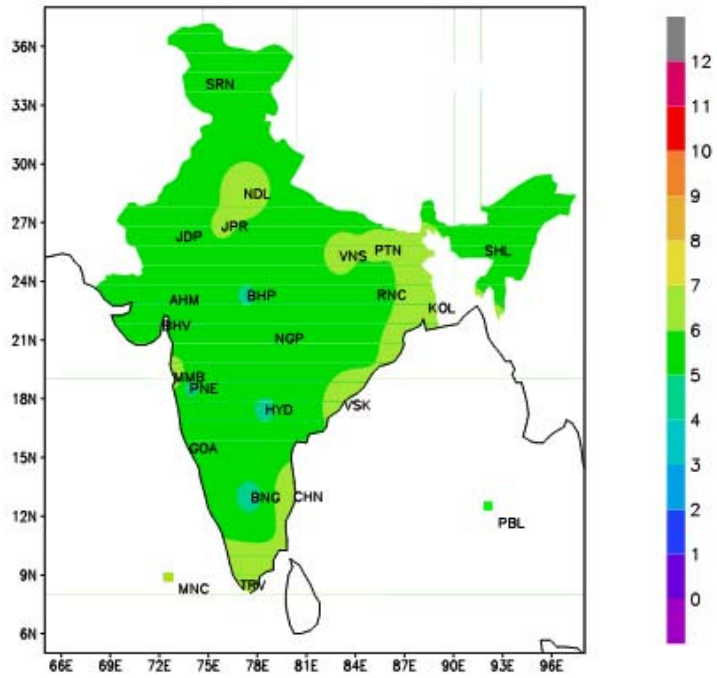 36N
33N
30N
27N
24N
21N
18N
15N
12N
9N
6N
66E 69E 72E 75E 78E 81E 84E 87E 90E 93E 96E
SRN
NDL
JPR
JDP
VNS PTN
SHL
AHM
BHP
RNC
KOL
BHV
NGP
MMB
PNE
HYD
VSK
GOA
BNG
CHN
PBL
MNC
TRV
12
11
10
9
8
7
6
5
4
3
2
1
0